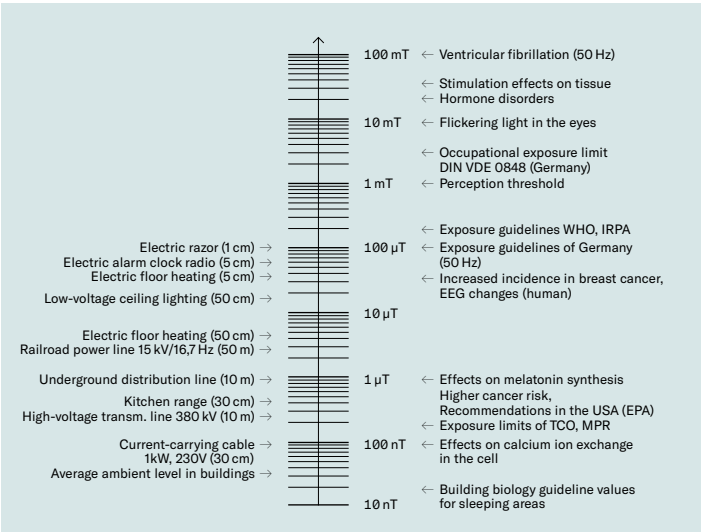 100 mT ← Ventricular fibrillation (50 Hz)
← Stimulation effects on tissue
← Hormone disorders
10 mT ← Flickering light in the eyes
← Occupational exposure limit
DIN VDE 0848 (Germany)
1 mT ← Perception threshold
← Exposure guidelines WHO, IRPA
Electric razor (1 cm) → 100 µT ← Exposure guidelines of Germany
Electric alarm clock radio (5 cm) → (50 Hz)
Electric floor heating (5 cm) → ← Increased incidence in breast cancer,
EEG changes (human)
Low-voltage ceiling lighting (50 cm) →
10 µT
Electric floor heating (50 cm) →
Railroad power line 15 kV/16,7 Hz (50 m) →
Underground distribution line (10 m) → 1 µT ← Effects on melatonin synthesis
Higher cancer risk,
Kitchen range (30 cm) → Recommendations in the USA (EPA)
High-voltage transm. line 380 kV (10 m) → ← Exposure limits of TCO, MPR
Current-carrying cable → 100 nT ← Effects on calcium ion exchange
1kW, 230V (30 cm) in the cell
Average ambient level in buildings →
← Building biology guideline values
10 nT for sleeping areas